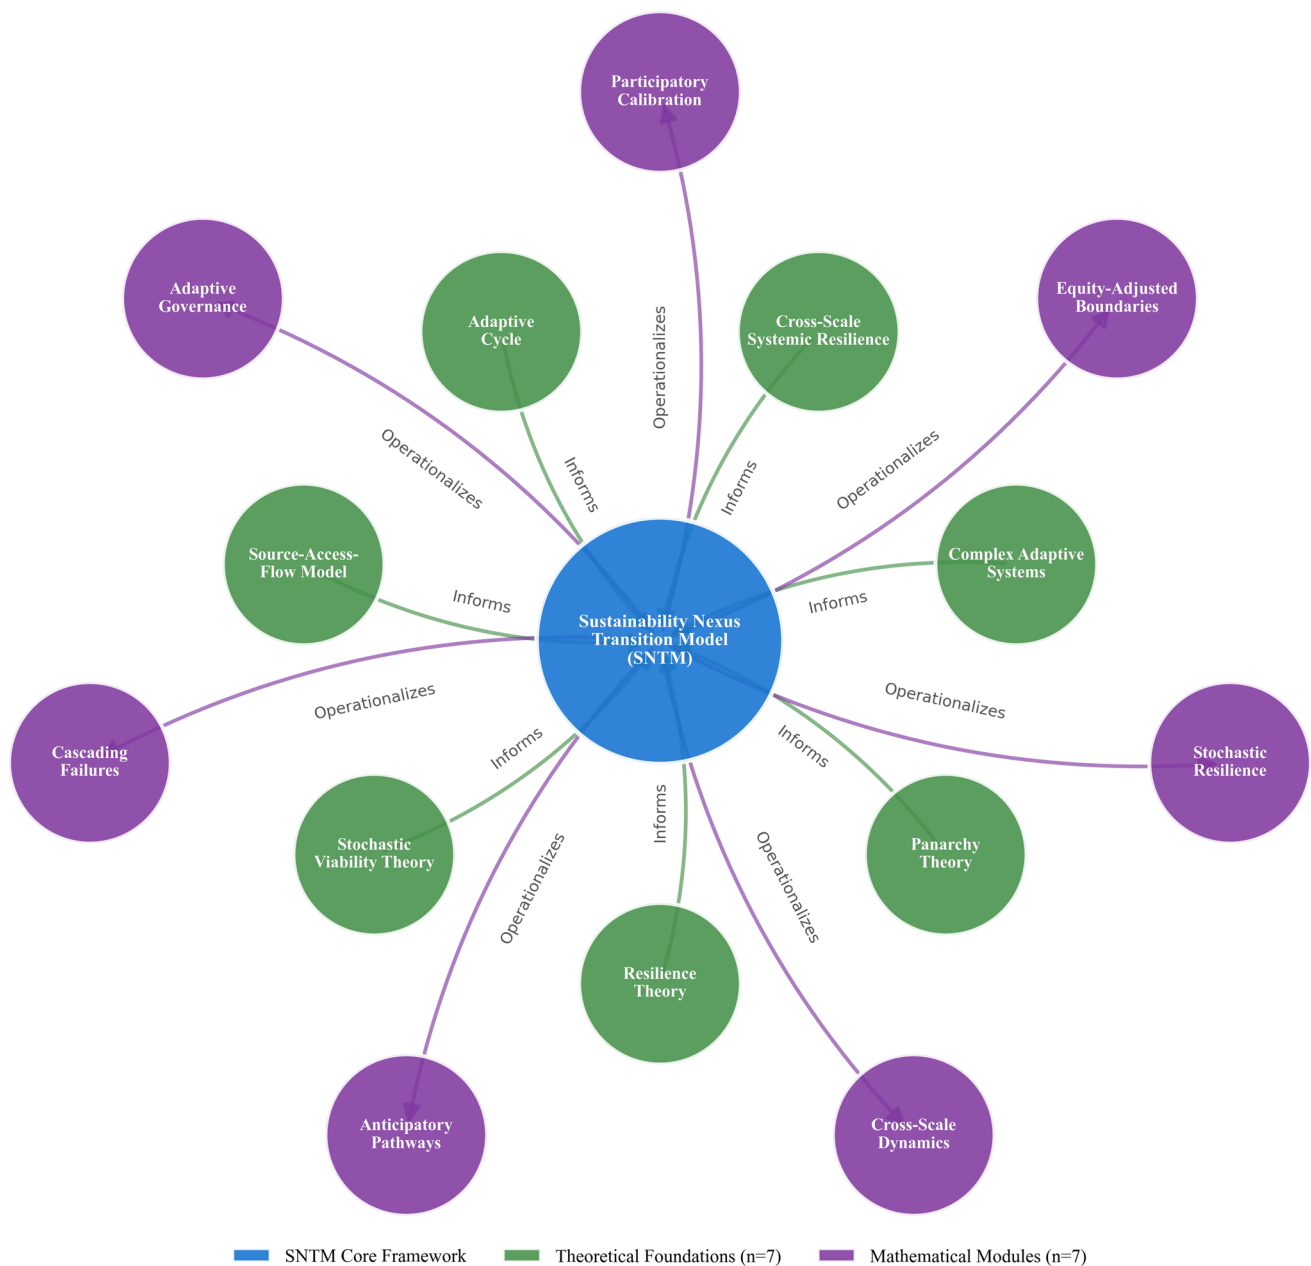 Participatory
Calibration
Adaptive
Governance
Equity-Adjusted
Boundaries
Adaptive
Cycle
Cross-Scale
Systemic Resilience
Operationalizes
Operationalizes
Operationalizes
Informs
Informs
Source-Access-
Flow Model
Complex Adaptive
Systems
Informs
Informs
Sustainability Nexus
Transition Model
(SNTM)
Operationalizes
Operationalizes
Cascading
Failures
Stochastic
Resilience
Informs
Informs
Informs
Stochastic
Viability Theory
Panarchy
Theory
Operationalizes
Operationalizes
Resilience
Theory
Anticipatory
Pathways
Cross-Scale
Dynamics
SNTM Core Framework
Theoretical Foundations (n=7)
Mathematical Modules (n=7)